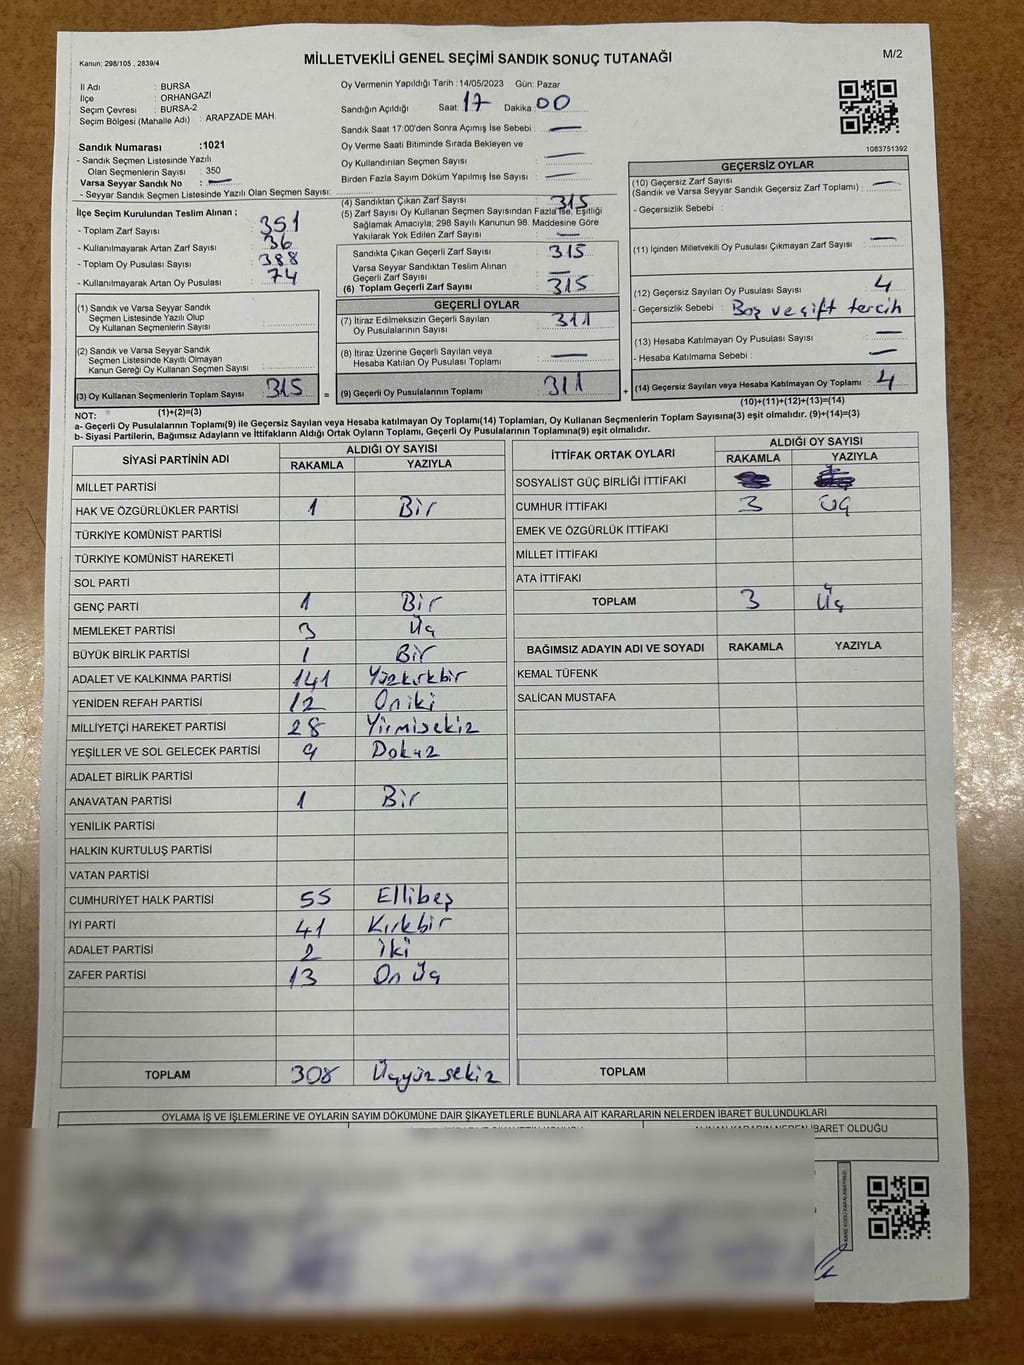 Kanun: 298/105 , 2839/4
MİLLETVEKİLİ GENEL SEÇİMİ SANDIK SONUÇ TUTANAĞI
M/2
İl Adı : BURSA
İlçe : ORHANGAZİ
Seçim Çevresi : BURSA-2
Seçim Bölgesi (Mahalle Adı) : ARAPZADE MAH.
Sandık Numarası :1021
- Sandık Seçmen Listesinde Yazılı
Olan Seçmenlerin Sayısı : 350
Varsa Seyyar Sandık No : —
- Seyyar Sandık Seçmen Listesinde Yazılı Olan Seçmen Sayısı:
Oy Vermenin Yapıldığı Tarih : 14/05/2023 Gün: Pazar
Sandığın Açıldığı Saat: 17 Dakika: 00
Sandık Saat 17:00'den Sonra Açmış İse Sebebi : —
Oy Verme Saati Bitiminde Sırada Bekleyen ve
Oy Kullandırılan Seçmen Sayısı —
Birden Fazla Sayım Döküm Yapılmış İse Sayısı : —
1083751392
İlçe Seçim Kurulundan Teslim Alınan ;
- Toplam Zarf Sayısı : 351
- Kullanılmayarak Artan Zarf Sayısı : 36
- Toplam Oy Pusulası Sayısı : 388
- Kullanılmayarak Artan Oy Pusulası : 74
(1) Sandık ve Varsa Seyyar Sandık
Seçmen Listesinde Yazılı Olup
Oy Kullanan Seçmenlerin Sayısı :
(2) Sandık ve Varsa Seyyar Sandık
Seçmen Listesinde Kayıtlı Olmayan
Kanun Gereği Oy Kullanan Seçmen Sayısı :
(3) Oy Kullanan Seçmenlerin Toplam Sayısı : 315
(4) Sandıktan Çıkan Zarf Sayısı : 315
(5) Zarf Sayısı Oy Kullanan Seçmen Sayısından Fazla İse, Eşitliği
Sağlamak Amacıyla; 298 Sayılı Kanunun 98. Maddesine Göre
Yakılarak Yok Edilen Zarf Sayısı : —
Sandıkta Çıkan Geçerli Zarf Sayısı : 315
Varsa Seyyar Sandıktan Teslim Alınan
Geçerli Zarf Sayısı : —
(6) Toplam Geçerli Zarf Sayısı : 315
GEÇERLİ OYLAR
(7) İtiraz Edilmeksizin Geçerli Sayılan
Oy Pusulalarının Sayısı : 311
(8) İtiraz Üzerine Geçerli Sayılan veya
Hesaba Katılan Oy Pusulası Toplamı : —
(9) Geçerli Oy Pusulalarının Toplamı : 311
GEÇERSİZ OYLAR
(10) Geçersiz Zarf Sayısı
(Sandık ve Varsa Seyyar Sandık Geçersiz Zarf Toplamı) : —
- Geçersizlik Sebebi :
(11) İçinden Milletvekili Oy Pusulası Çıkmayan Zarf Sayısı : —
(12) Geçersiz Sayılan Oy Pusulası Sayısı : 4
- Geçersizlik Sebebi : Boş ve çift tercih
(13) Hesaba Katılmayan Oy Pusulası Sayısı : —
- Hesaba Katılmama Sebebi : —
(14) Geçersiz Sayılan veya Hesaba Katılmayan Oy Toplamı : 4
(1)+(2)=(3)
=
+
(10)+(11)+(12)+(13)=(14)
NOT:
a- Geçerli Oy Pusulalarının Toplamı(9) ile Geçersiz Sayılan veya Hesaba katılmayan Oy Toplamı(14) Toplamları, Oy Kullanan Seçmenlerin Toplam Sayısına(3) eşit olmalıdır. (9)+(14)=(3)
b- Siyasi Partilerin, Bağımsız Adayların ve İttifakların Aldığı Ortak Oyların Toplamı, Geçerli Oy Pusulalarının Toplamına(9) eşit olmalıdır.
SİYASİ PARTİNİN ADI ALDIĞI OY SAYISI
RAKAMLA YAZIYLA
MİLLET PARTİSİ
HAK VE ÖZGÜRLÜKLER PARTİSİ 1 Bir
TÜRKİYE KOMÜNİST PARTİSİ
TÜRKİYE KOMÜNİST HAREKETİ
SOL PARTİ
GENÇ PARTİ 1 Bir
MEMLEKET PARTİSİ 3 Üç
BÜYÜK BİRLİK PARTİSİ 1 Bir
ADALET VE KALKINMA PARTİSİ 141 Yüzkırkbir
YENİDEN REFAH PARTİSİ 12 Oniki
MİLLİYETÇİ HAREKET PARTİSİ 28 Yirmisekiz
YEŞİLLER VE SOL GELECEK PARTİSİ 9 Dokuz
ADALET BİRLİK PARTİSİ
ANAVATAN PARTİSİ 1 Bir
YENİLİK PARTİSİ
HALKIN KURTULUŞ PARTİSİ
VATAN PARTİSİ
CUMHURİYET HALK PARTİSİ 55 Ellibeş
İYİ PARTİ 41 Kırkbir
ADALET PARTİSİ 2 iki
ZAFER PARTİSİ 13 On Üç
TOPLAM 308 Üçyüzsekiz
İTTİFAK ORTAK OYLARI ALDIĞI OY SAYISI
RAKAMLA YAZIYLA
SOSYALİST GÜÇ BİRLİĞİ İTTİFAKI
CUMHUR İTTİFAKI 3 Üç
EMEK VE ÖZGÜRLÜK İTTİFAKI
MİLLET İTTİFAKI
ATA İTTİFAKI
TOPLAM 3 Üç
BAĞIMSIZ ADAYIN ADI VE SOYADI RAKAMLA YAZIYLA
KEMAL TÜFENK
SALİCAN MUSTAFA
TOPLAM
OYLAMA İŞ VE İŞLEMLERİNE VE OYLARIN SAYIM DÖKÜMÜNE DAİR ŞİKAYETLERLE BUNLARA AİT KARARLARIN NELERDEN İBARET BULUNDUKLARI
İBARET OLDUĞU